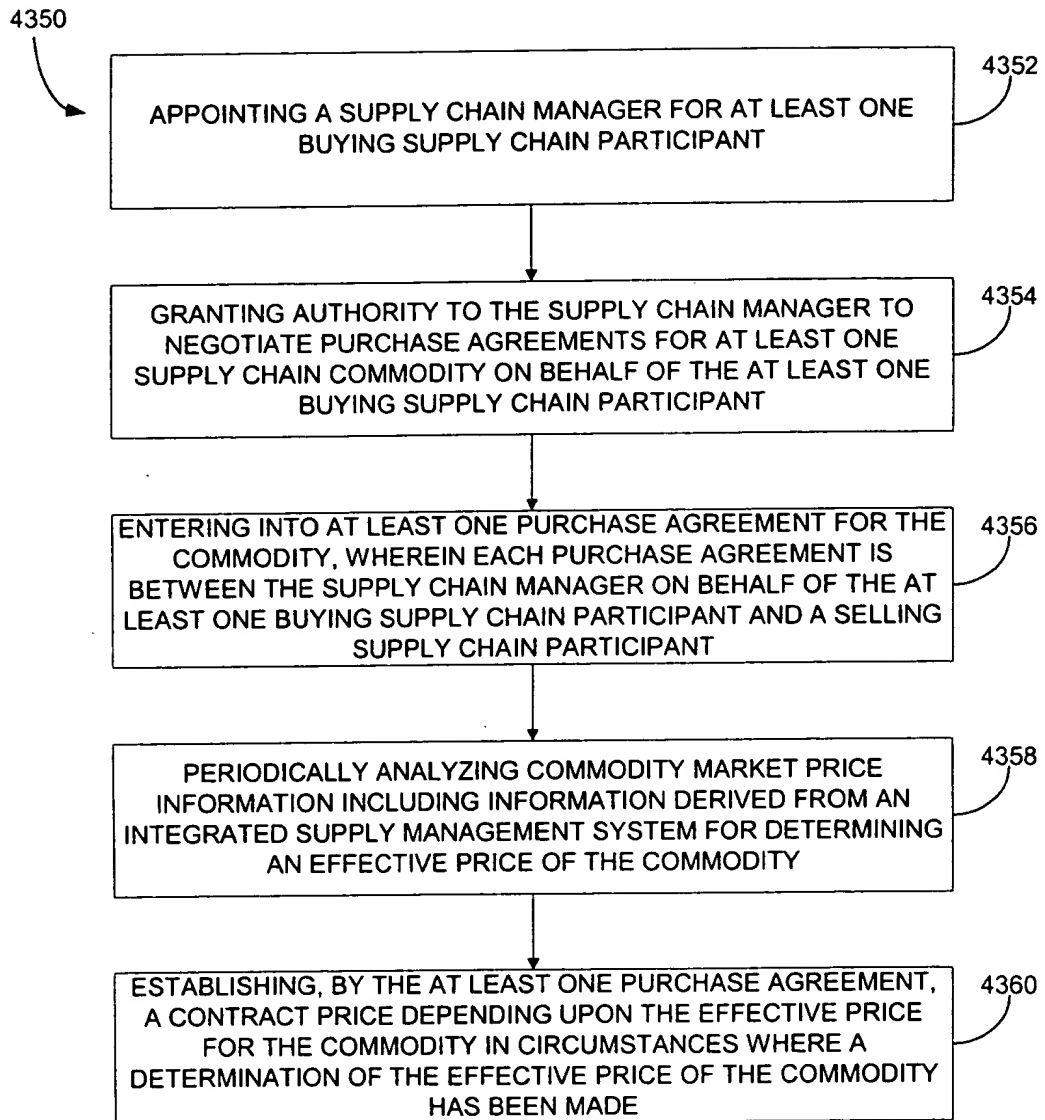 4350
4352
APPOINTING A SUPPLY CHAIN MANAGER FOR AT LEAST ONE
BUYING SUPPLY CHAIN PARTICIPANT
4354
GRANTING AUTHORITY TO THE SUPPLY CHAIN MANAGER TO
NEGOTIATE PURCHASE AGREEMENTS FOR AT LEAST ONE
SUPPLY CHAIN COMMODITY ON BEHALF OF THE AT LEAST ONE
BUYING SUPPLY CHAIN PARTICIPANT
4356
ENTERING INTO AT LEAST ONE PURCHASE AGREEMENT FOR THE
COMMODITY, WHEREIN EACH PURCHASE AGREEMENT IS
BETWEEN THE SUPPLY CHAIN MANAGER ON BEHALF OF THE AT
LEAST ONE BUYING SUPPLY CHAIN PARTICIPANT AND A SELLING
SUPPLY CHAIN PARTICIPANT
4358
PERIODICALLY ANALYZING COMMODITY MARKET PRICE
INFORMATION INCLUDING INFORMATION DERIVED FROM AN
INTEGRATED SUPPLY MANAGEMENT SYSTEM FOR DETERMINING
AN EFFECTIVE PRICE OF THE COMMODITY
4360
ESTABLISHING, BY THE AT LEAST ONE PURCHASE AGREEMENT,
A CONTRACT PRICE DEPENDING UPON THE EFFECTIVE PRICE
FOR THE COMMODITY IN CIRCUMSTANCES WHERE A
DETERMINATION OF THE EFFECTIVE PRICE OF THE COMMODITY
HAS BEEN MADE